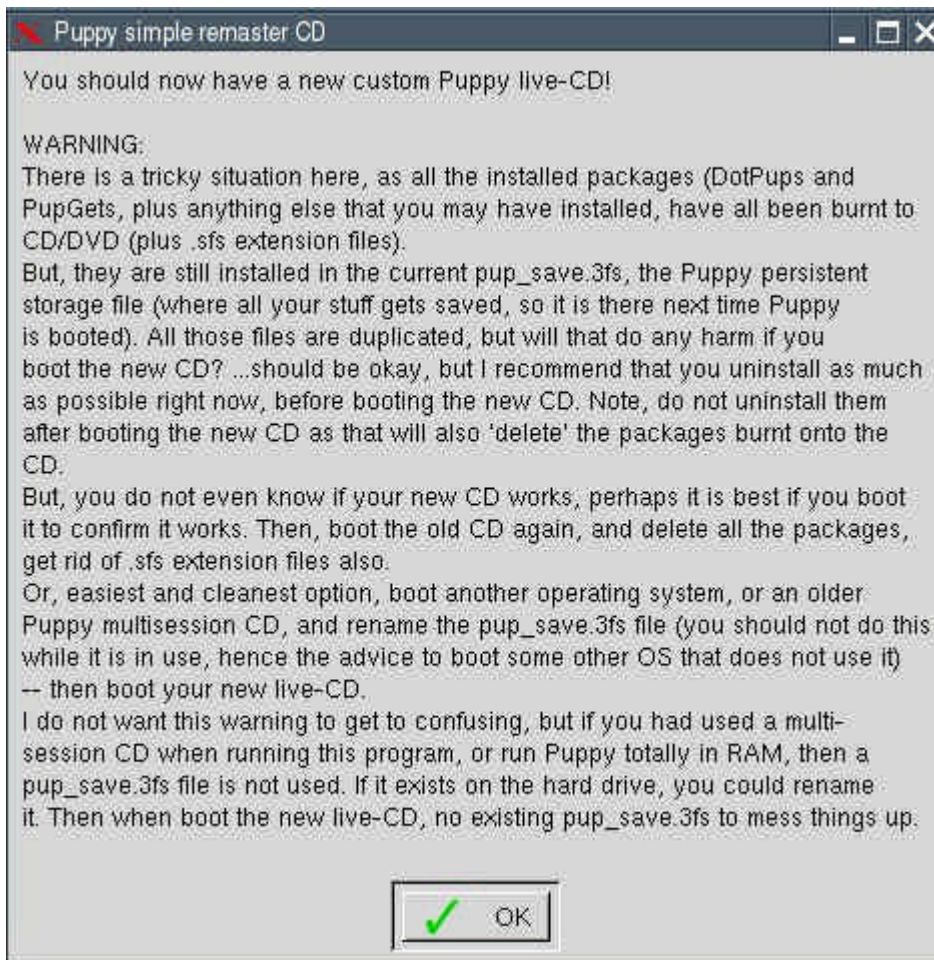 Puppy simple remaster CD
You should now have a new custom Puppy live-CD!
WARNING:
There is a tricky situation here, as all the installed packages (DotPups and
PupGets, plus anything else that you may have installed, have all been burnt to
CD/DVD (plus .sfs extension files).
But, they are still installed in the current pup_save.3fs, the Puppy persistent
storage file (where all your stuff gets saved, so it is there next time Puppy
is booted). All those files are duplicated, but will that do any harm if you
boot the new CD? ...should be okay, but I recommend that you uninstall as much
as possible right now, before booting the new CD. Note, do not uninstall them
after booting the new CD as that will also 'delete' the packages burnt onto the
CD.
But, you do not even know if your new CD works, perhaps it is best if you boot
it to confirm it works. Then, boot the old CD again, and delete all the packages,
get rid of .sfs extension files also.
Or, easiest and cleanest option, boot another operating system, or an older
Puppy multisession CD, and rename the pup_save.3fs file (you should not do this
while it is in use, hence the advice to boot some other OS that does not use it)
-- then boot your new live-CD.
I do not want this warning to get to confusing, but if you had used a multi-
session CD when running this program, or run Puppy totally in RAM, then a
pup_save.3fs file is not used. If it exists on the hard drive, you could rename
it. Then when boot the new live-CD, no existing pup_save.3fs to mess things up.
OK